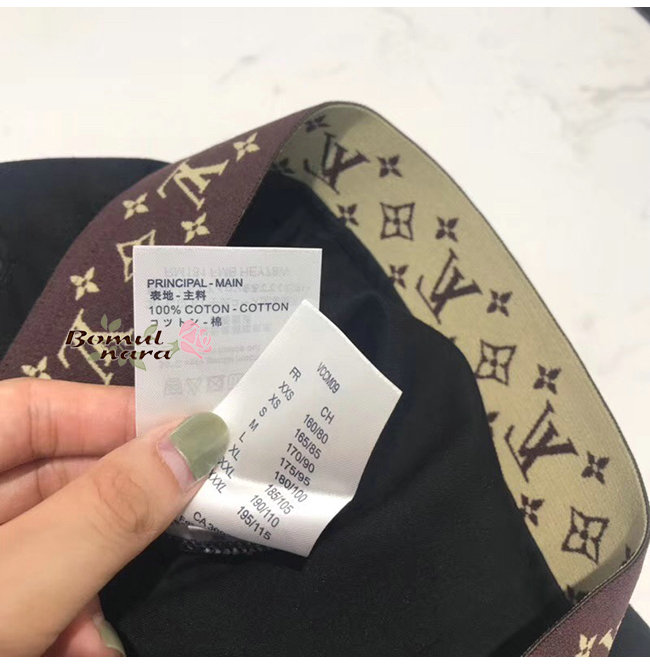 PRINCIPAL - MAIN
表地 - 主料
100% COTON - COTTON
コットン - 棉
Bomul
nara
VCCM09
FR CH
XXS 160/80
XS 165/85
S 170/90
M 175/95
L 180/100
XL 185/105
XXL 190/110
195/115
CA